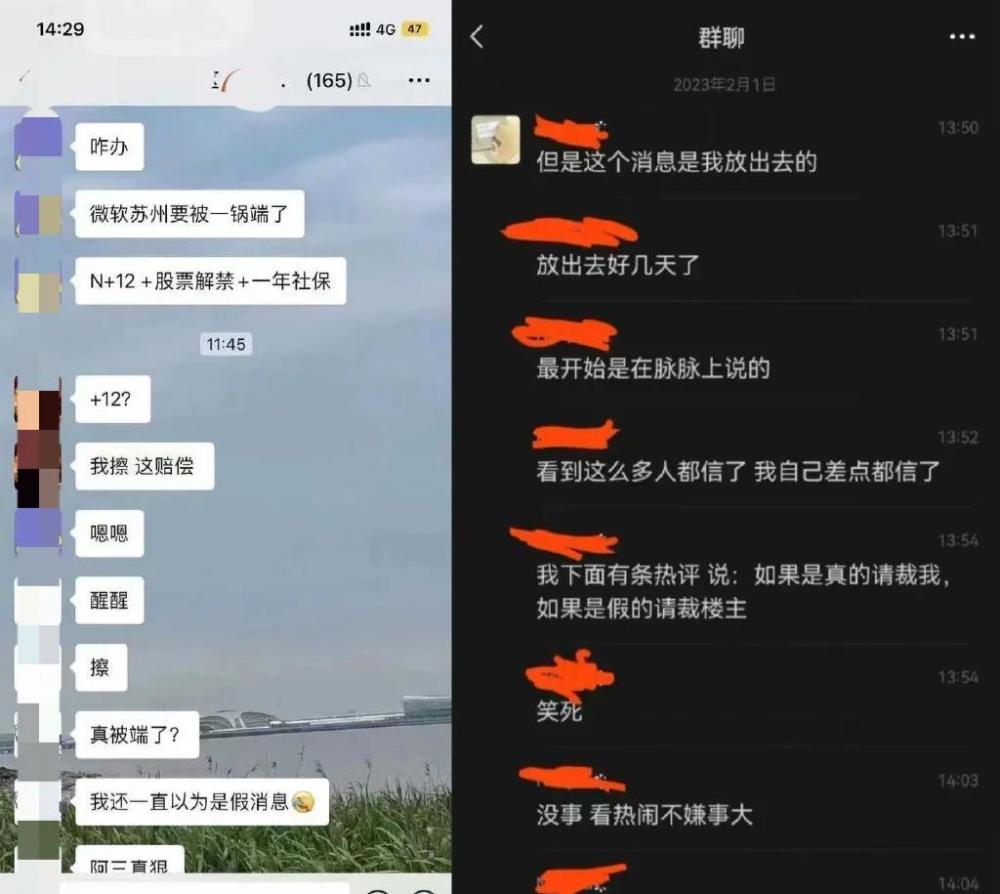 14:29
4G
47
(165)
咋办
微软苏州要被一锅端了
N+12+股票解禁+一年社保
11:45
+12?
我擦 这赔偿
嗯嗯
醒醒
擦
真被端了?
我还一直以为是假消息
阿三真狠
群聊
2023年2月1日
13:50
但是这个消息是我放出去的
13:51
放出去好几天了
13:51
最开始是在脉脉上说的
13:52
看到这么多人都信了 我自己差点都信了
13:54
我下面有条热评 说：如果是真的请裁我，
如果是假的请裁楼主
13:54
笑死
14:03
没事 看热闹不嫌事大
14:04